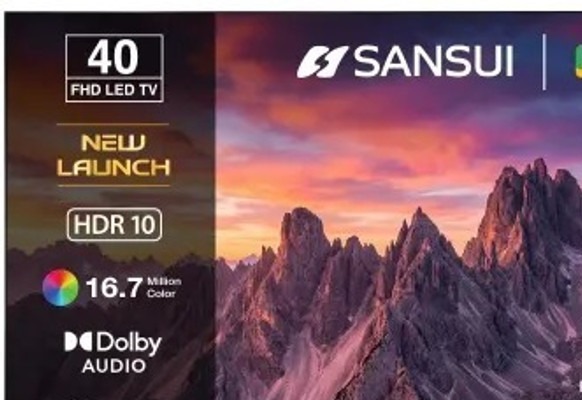 40
FHD LED TV
NEW
LAUNCH
HDR 10
16.7 Million
Color
Dolby
AUDIO
SANSUI